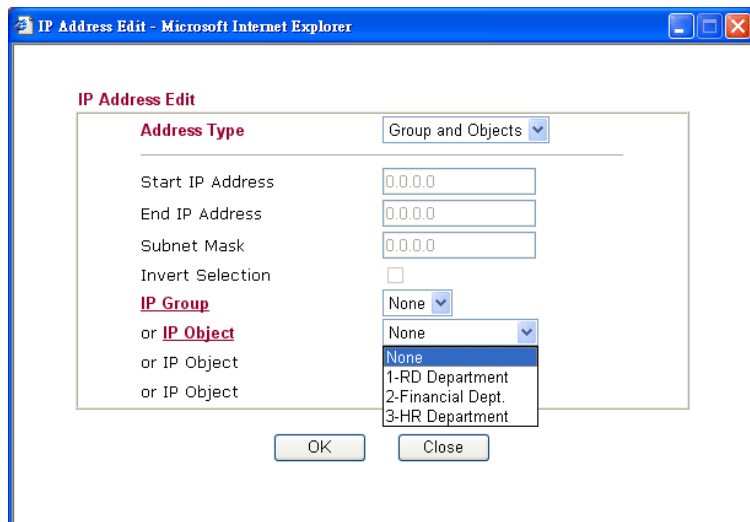 IP Address Edit - Microsoft Internet Explorer
IP Address Edit
Address Type Group and Objects
Start IP Address 0.0.0.0
End IP Address 0.0.0.0
Subnet Mask 0.0.0.0
Invert Selection
IP Group None
or IP Object None
or IP Object
or IP Object
None
1-RD Department
2-Financial Dept.
3-HR Department
OK Close